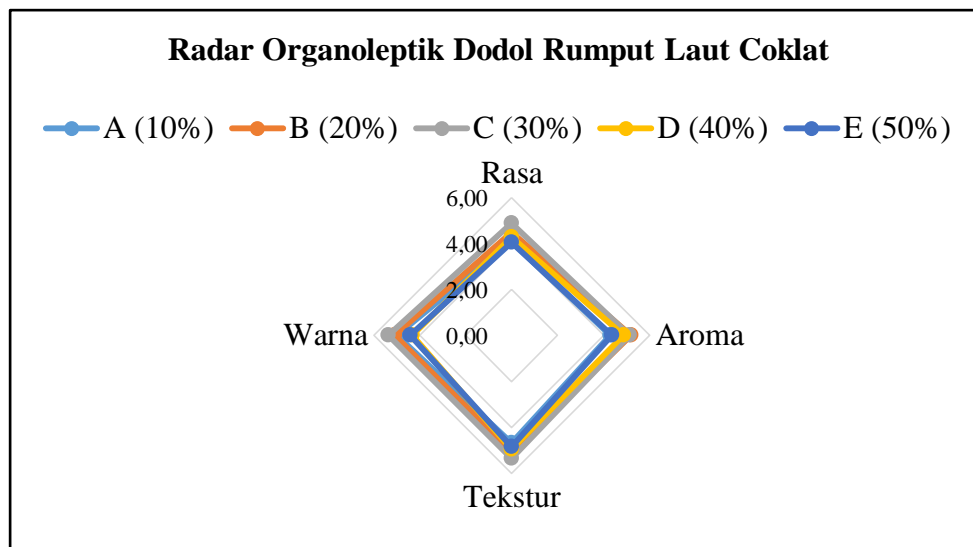 Radar Organoleptik Dodol Rumput Laut Coklat
A (10%) B (20%) C (30%) D (40%) E (50%)
Rasa
6,00
4,00
2,00
Warna 0,00 Aroma
Tekstur